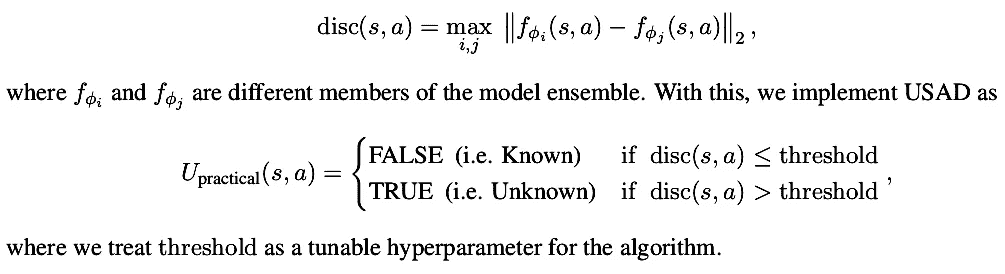 disc(s, a) = max_{i,j} ‖f_{ϕ_i}(s, a) − f_{ϕ_j}(s, a)‖_2 ,
where f_{ϕ_i} and f_{ϕ_j} are different members of the model ensemble. With this, we implement USAD as
U_{practical}(s, a) = { FALSE (i.e. Known) if disc(s, a) ≤ threshold
TRUE (i.e. Unknown) if disc(s, a) > threshold ,
where we treat threshold as a tunable hyperparameter for the algorithm.